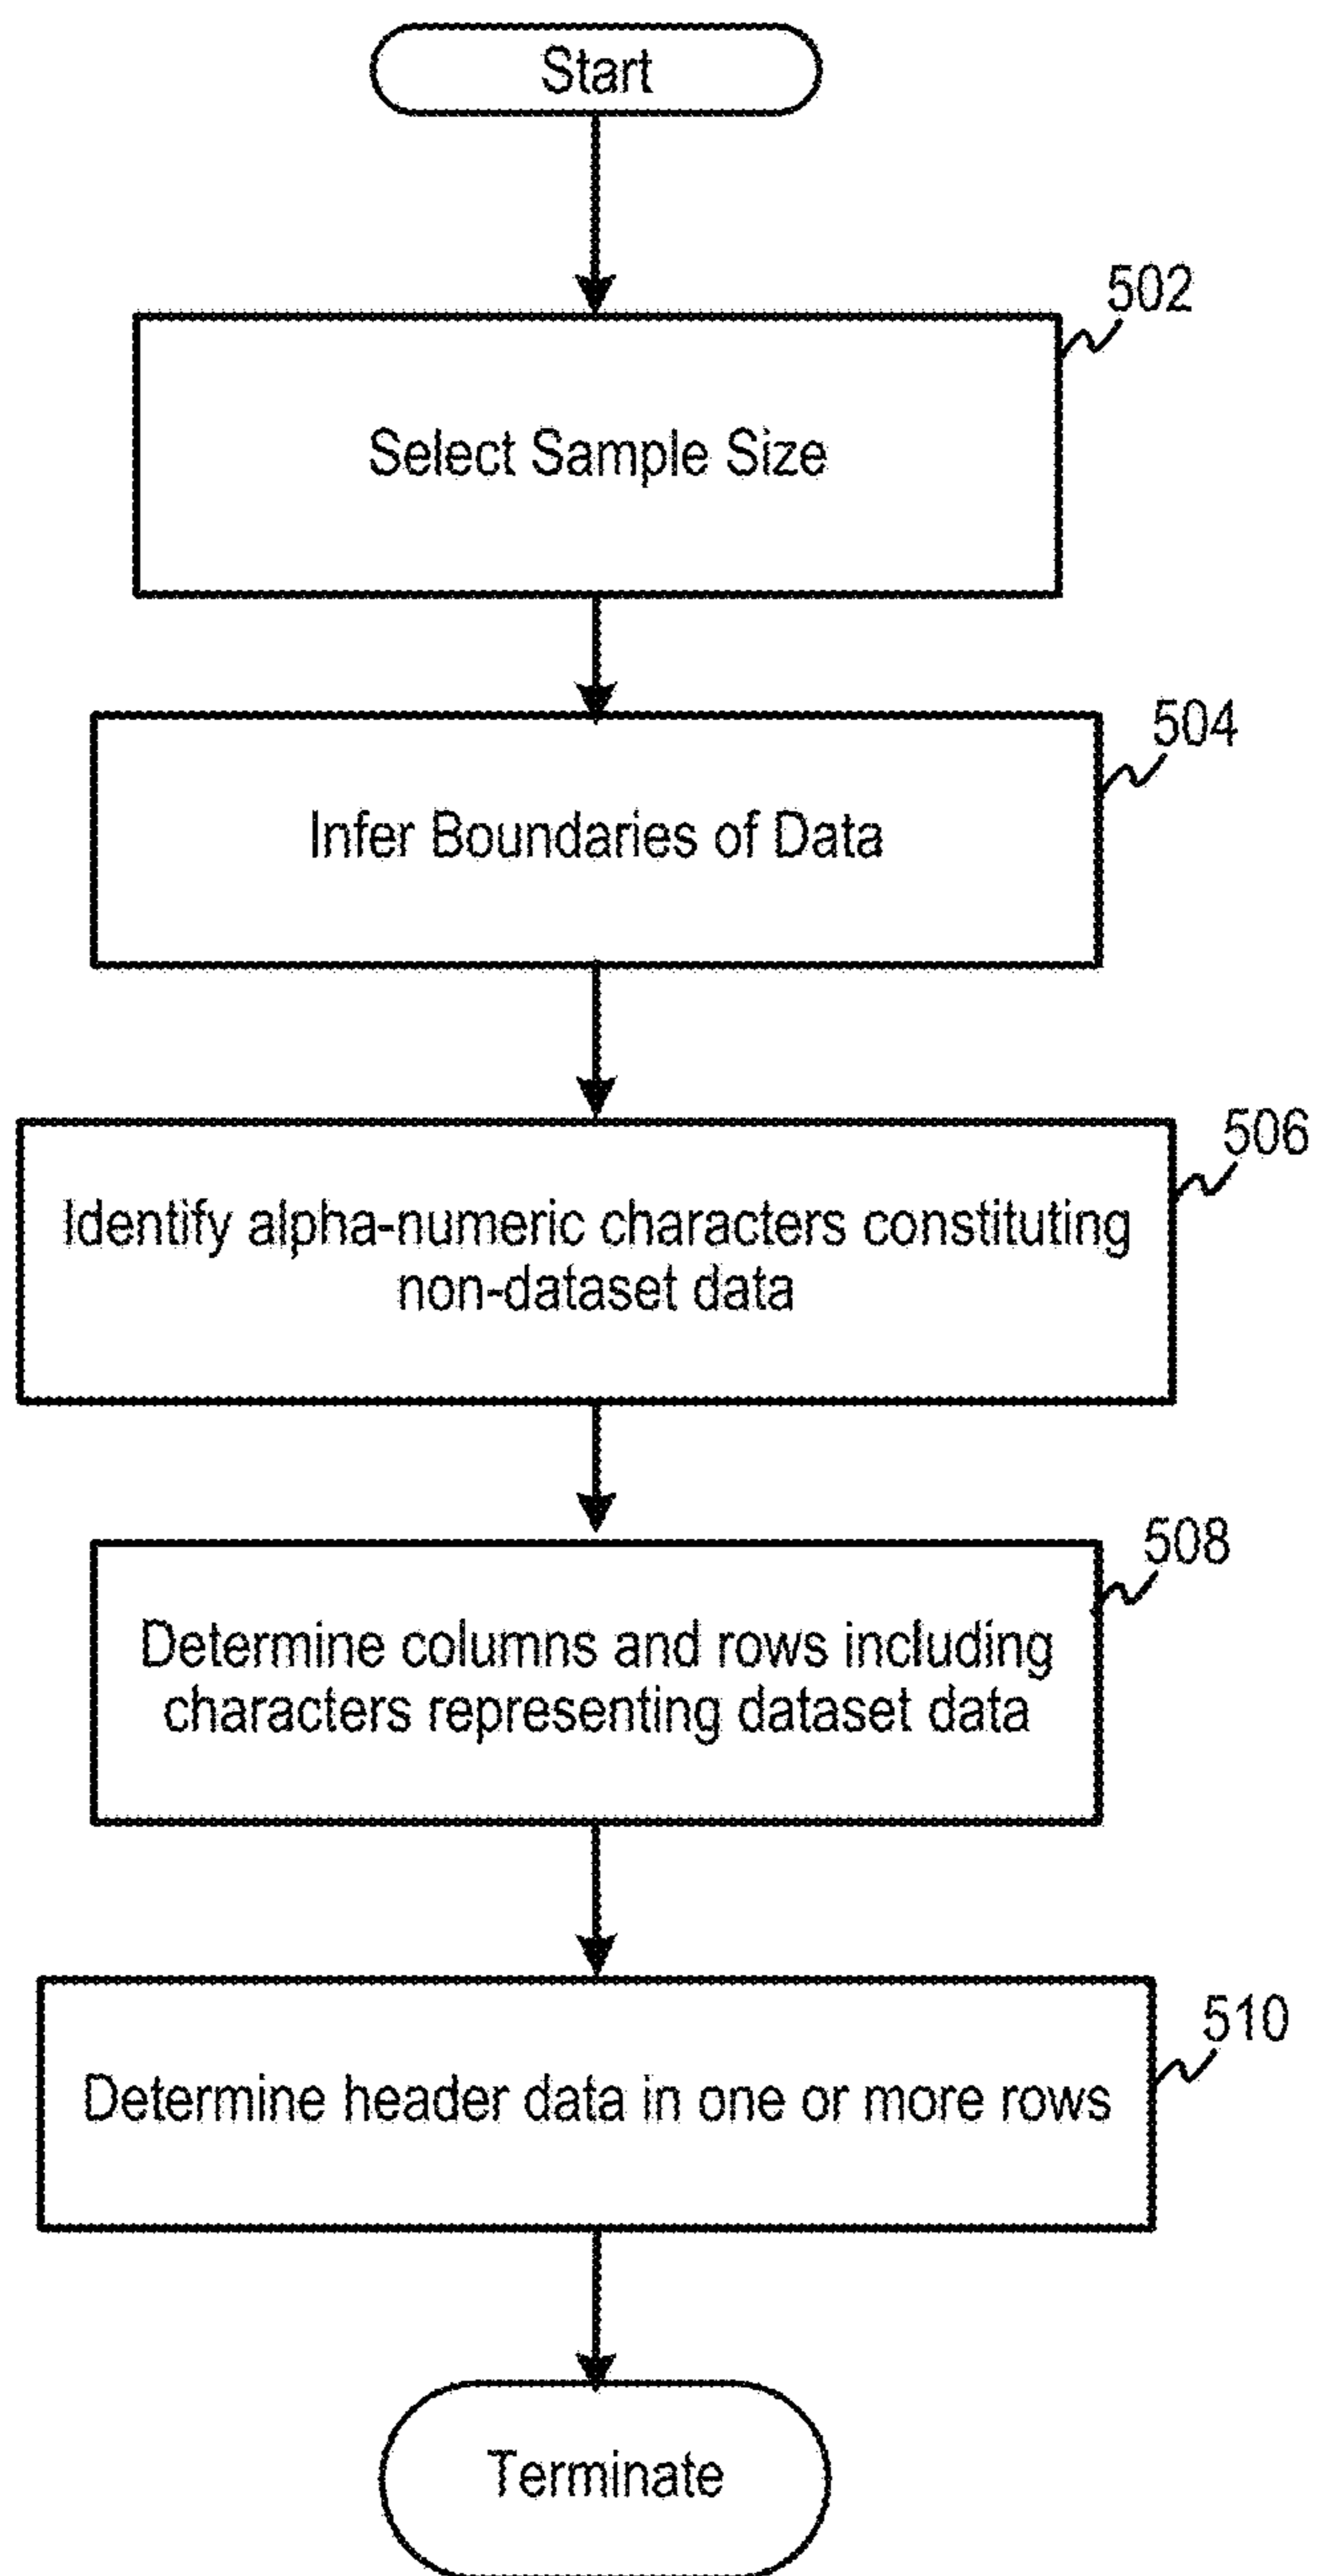 Start
502
Select Sample Size
504
Infer Boundaries of Data
506
Identify alpha-numeric characters constituting
non-dataset data
508
Determine columns and rows including
characters representing dataset data
510
Determine header data in one or more rows
Terminate